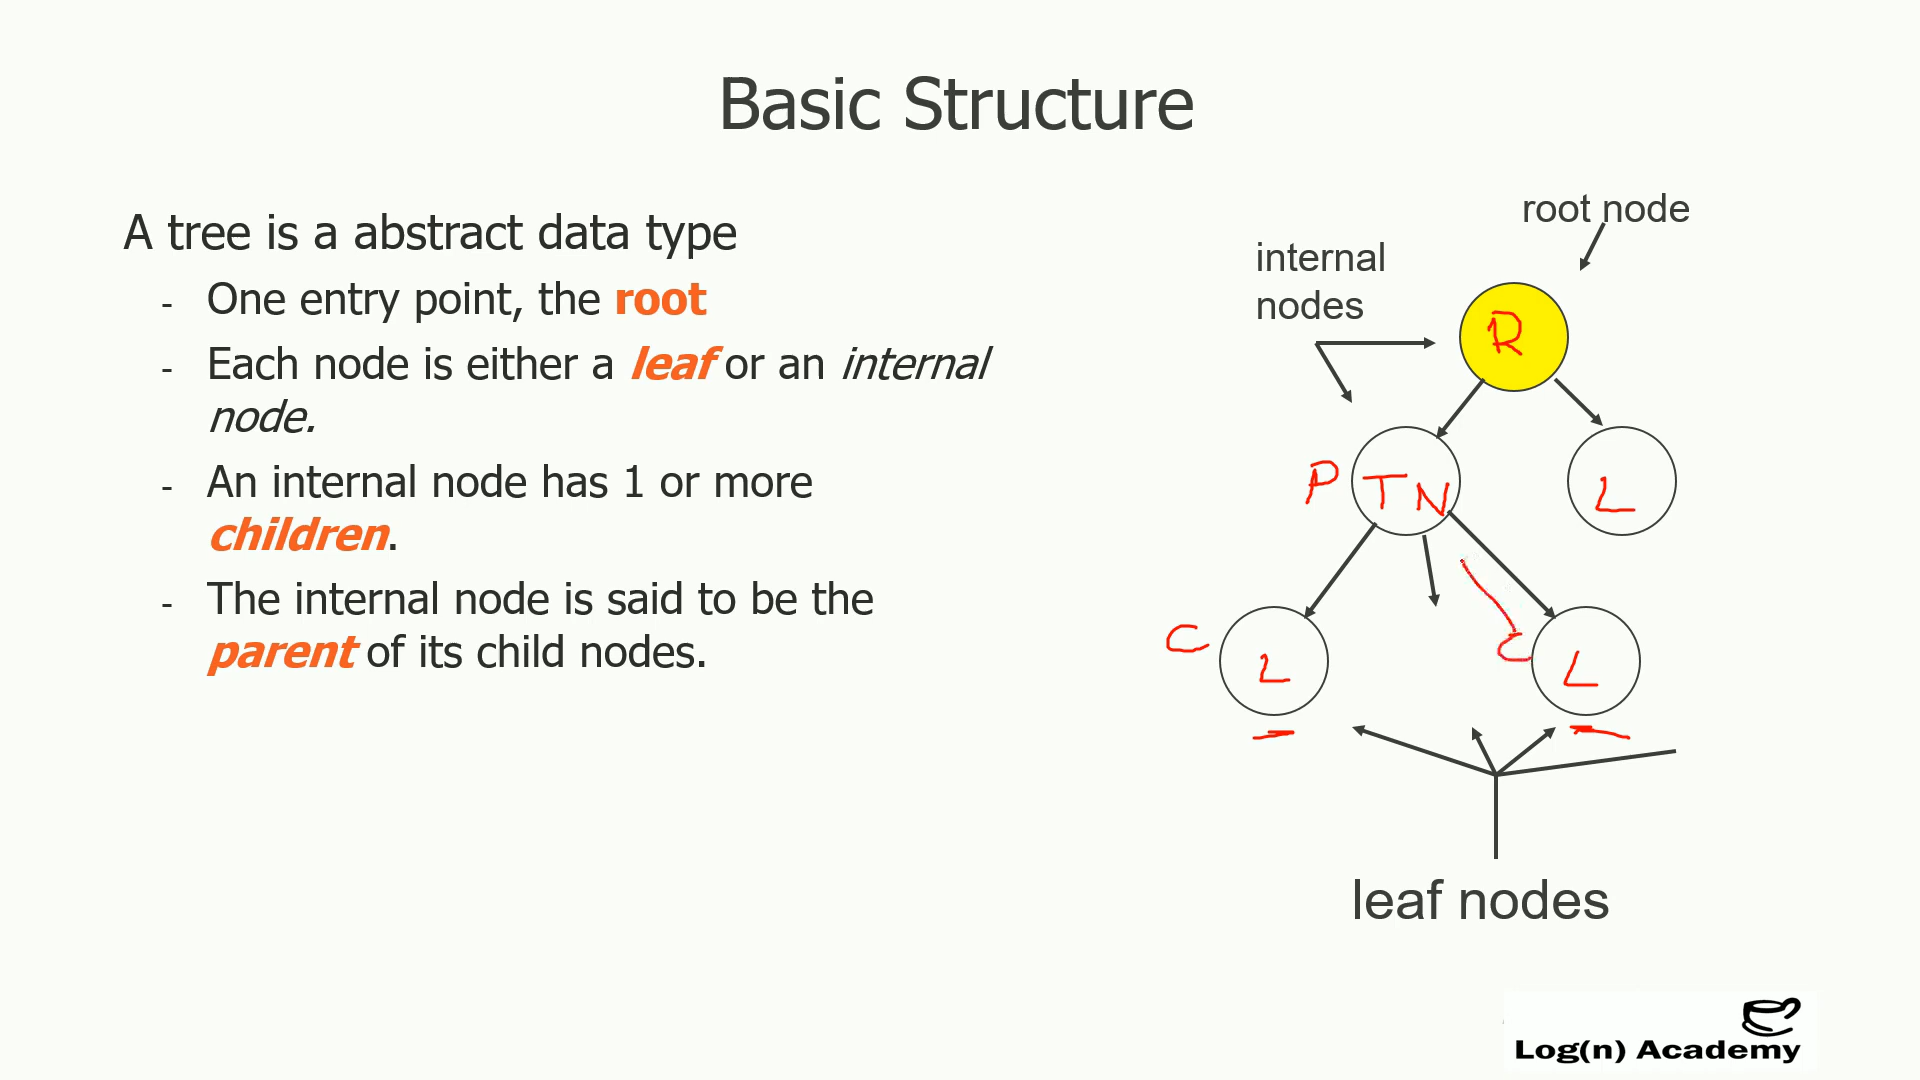 Basic Structure
A tree is a abstract data type
- One entry point, the root
- Each node is either a leaf or an internal
node.
- An internal node has 1 or more
children.
- The internal node is said to be the
parent of its child nodes.
root node
internal
nodes
R
P
IN
L
C
L
C
L
leaf nodes
Log(n) Academy